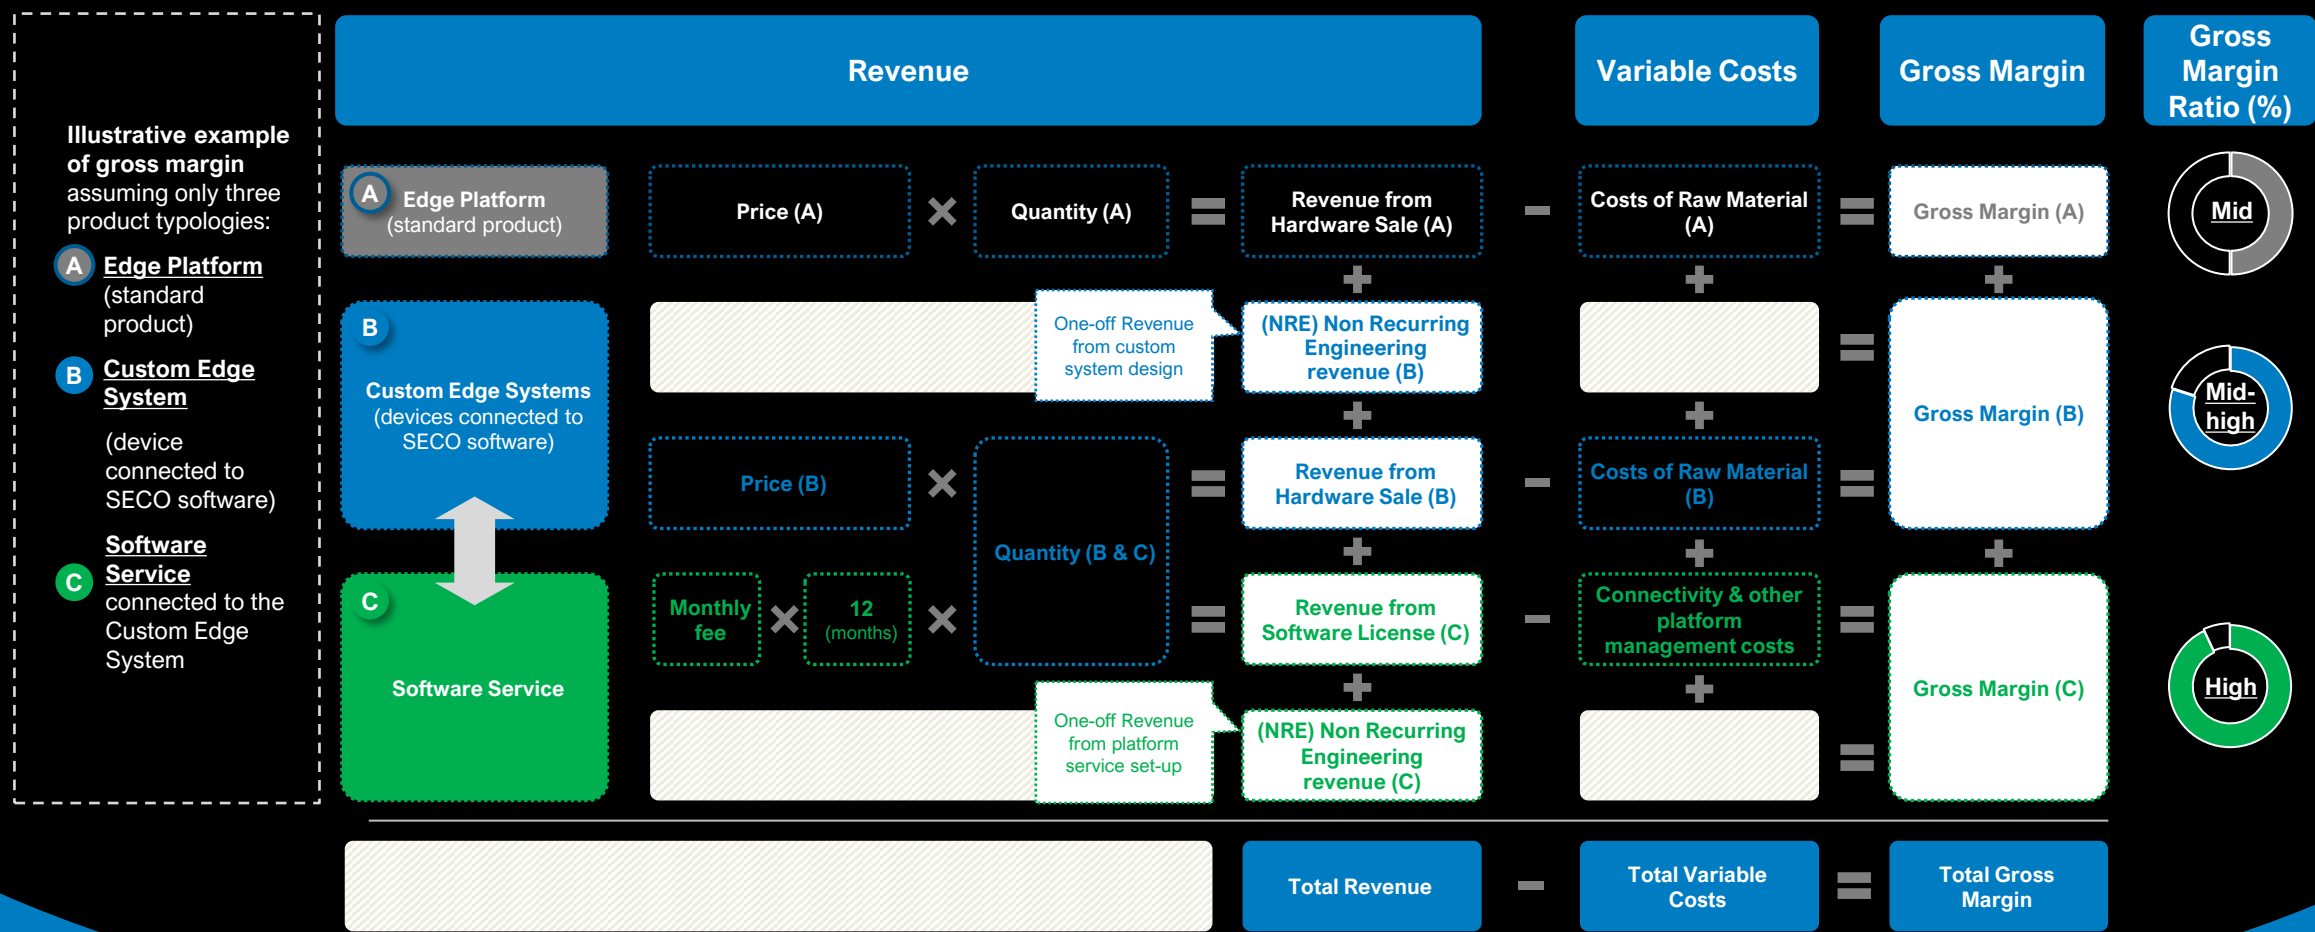 Illustrative example
of gross margin
assuming only three
product typologies:
A
Edge Platform
(standard
product)
B
Custom Edge
System
(device
connected to
SECO software)
C
Software
Service
connected to the
Custom Edge
System
Revenue
Variable Costs
Gross Margin
Gross
Margin
Ratio (%)
A
Edge Platform
(standard product)
Price (A)
Quantity (A)
Revenue from
Hardware Sale (A)
Costs of Raw Material
(A)
Gross Margin (A)
Mid
B
Custom Edge Systems
(devices connected to
SECO software)
One-off Revenue
from custom
system design
(NRE) Non Recurring
Engineering
revenue (B)
Price (B)
Quantity (B & C)
Revenue from
Hardware Sale (B)
Costs of Raw Material
(B)
Gross Margin (B)
Mid-
high
C
Software Service
Monthly
fee
12
(months)
Revenue from
Software License (C)
Connectivity & other
platform
management costs
One-off Revenue
from platform
service set-up
(NRE) Non Recurring
Engineering
revenue (C)
Gross Margin (C)
High
Total Revenue
Total Variable
Costs
Total Gross
Margin